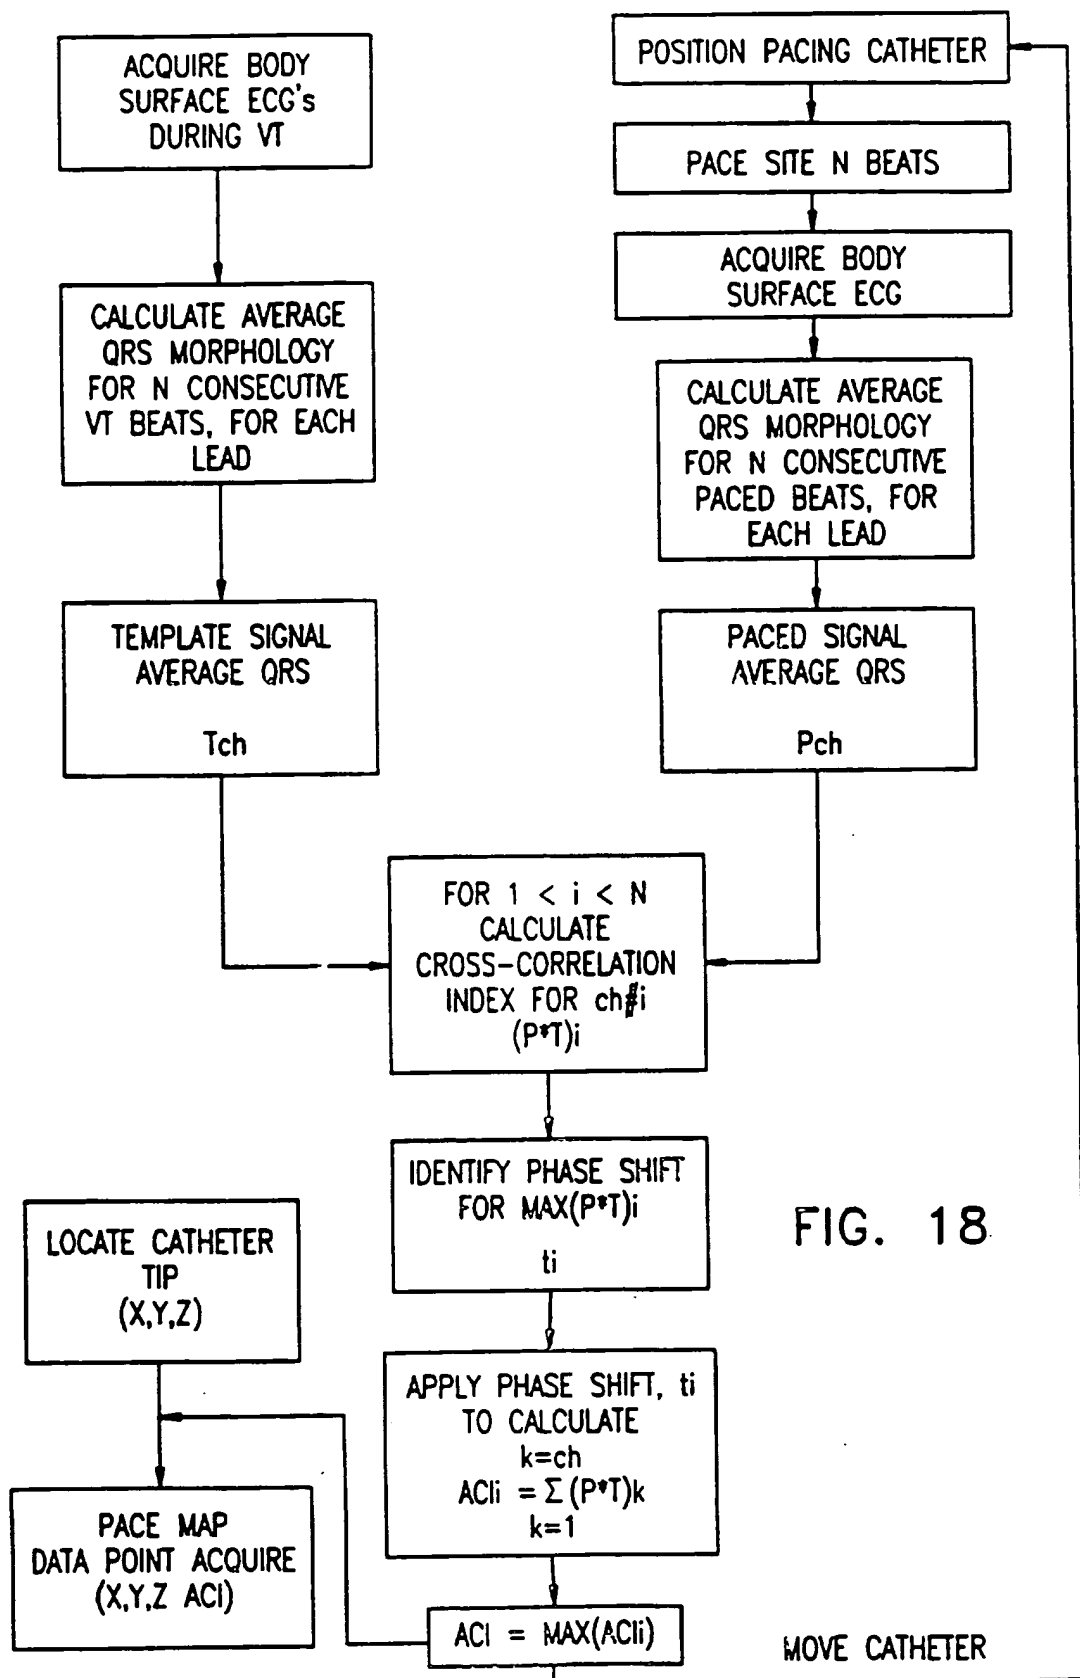 ACQUIRE BODY
SURFACE ECG's
DURING VT
CALCULATE AVERAGE
QRS MORPHOLOGY
FOR N CONSECUTIVE
VT BEATS, FOR EACH
LEAD
TEMPLATE SIGNAL
AVERAGE QRS
Tch
POSITION PACING CATHETER
PACE SITE N BEATS
ACQUIRE BODY
SURFACE ECG
CALCULATE AVERAGE
QRS MORPHOLOGY
FOR N CONSECUTIVE
PACED BEATS, FOR
EACH LEAD
PACED SIGNAL
AVERAGE QRS
Pch
FOR 1 < i < N
CALCULATE
CROSS-CORRELATION
INDEX FOR ch#i
(P*T)i
IDENTIFY PHASE SHIFT
FOR MAX(P*T)i
ti
FIG. 18
LOCATE CATHETER
TIP
(X,Y,Z)
APPLY PHASE SHIFT, ti
TO CALCULATE
k=ch
ACIi = Σ(P*T)k
k=1
PACE MAP
DATA POINT ACQUIRE
(X,Y,Z ACI)
ACI = MAX(ACIi)
MOVE CATHETER